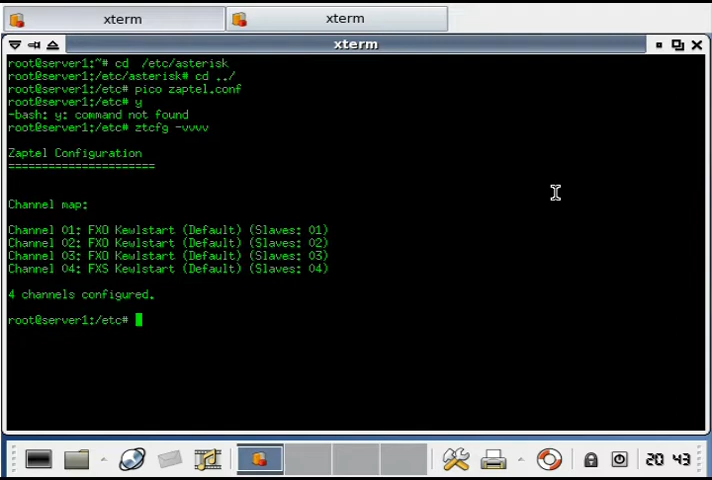 xterm
xterm
xterm
root@server1:~# cd  /etc/asterisk
root@server1:/etc/asterisk# cd ../
root@server1:/etc# pico zaptel.conf
root@server1:/etc# y
-bash: y: command not found
root@server1:/etc# ztcfg -vvvv
Zaptel Configuration
======================
Channel map:
Channel 01: FXO Kewlstart (Default) (Slaves: 01)
Channel 02: FXO Kewlstart (Default) (Slaves: 02)
Channel 03: FXO Kewlstart (Default) (Slaves: 03)
Channel 04: FXS Kewlstart (Default) (Slaves: 04)
4 channels configured.
root@server1:/etc#
20 43